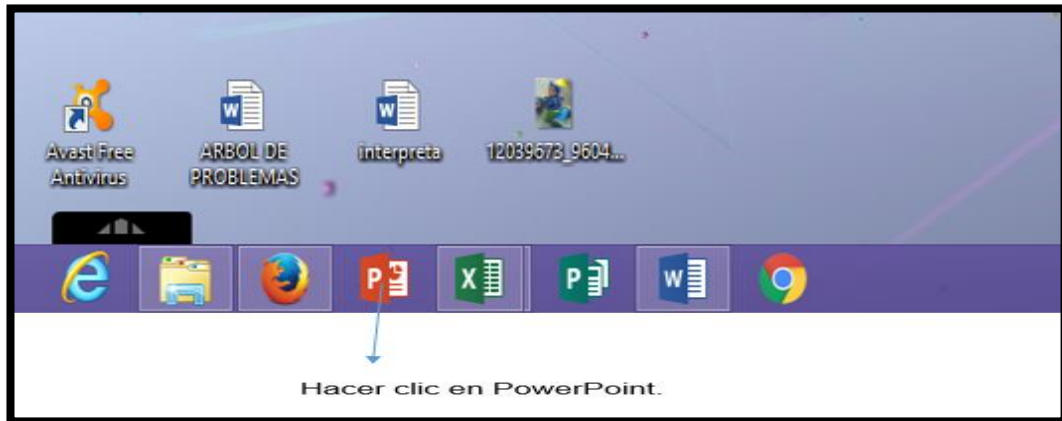 Avast Free
Antivirus
ARBOL DE
PROBLEMAS
interpreta
12039673_9604...
Hacer clic en PowerPoint.